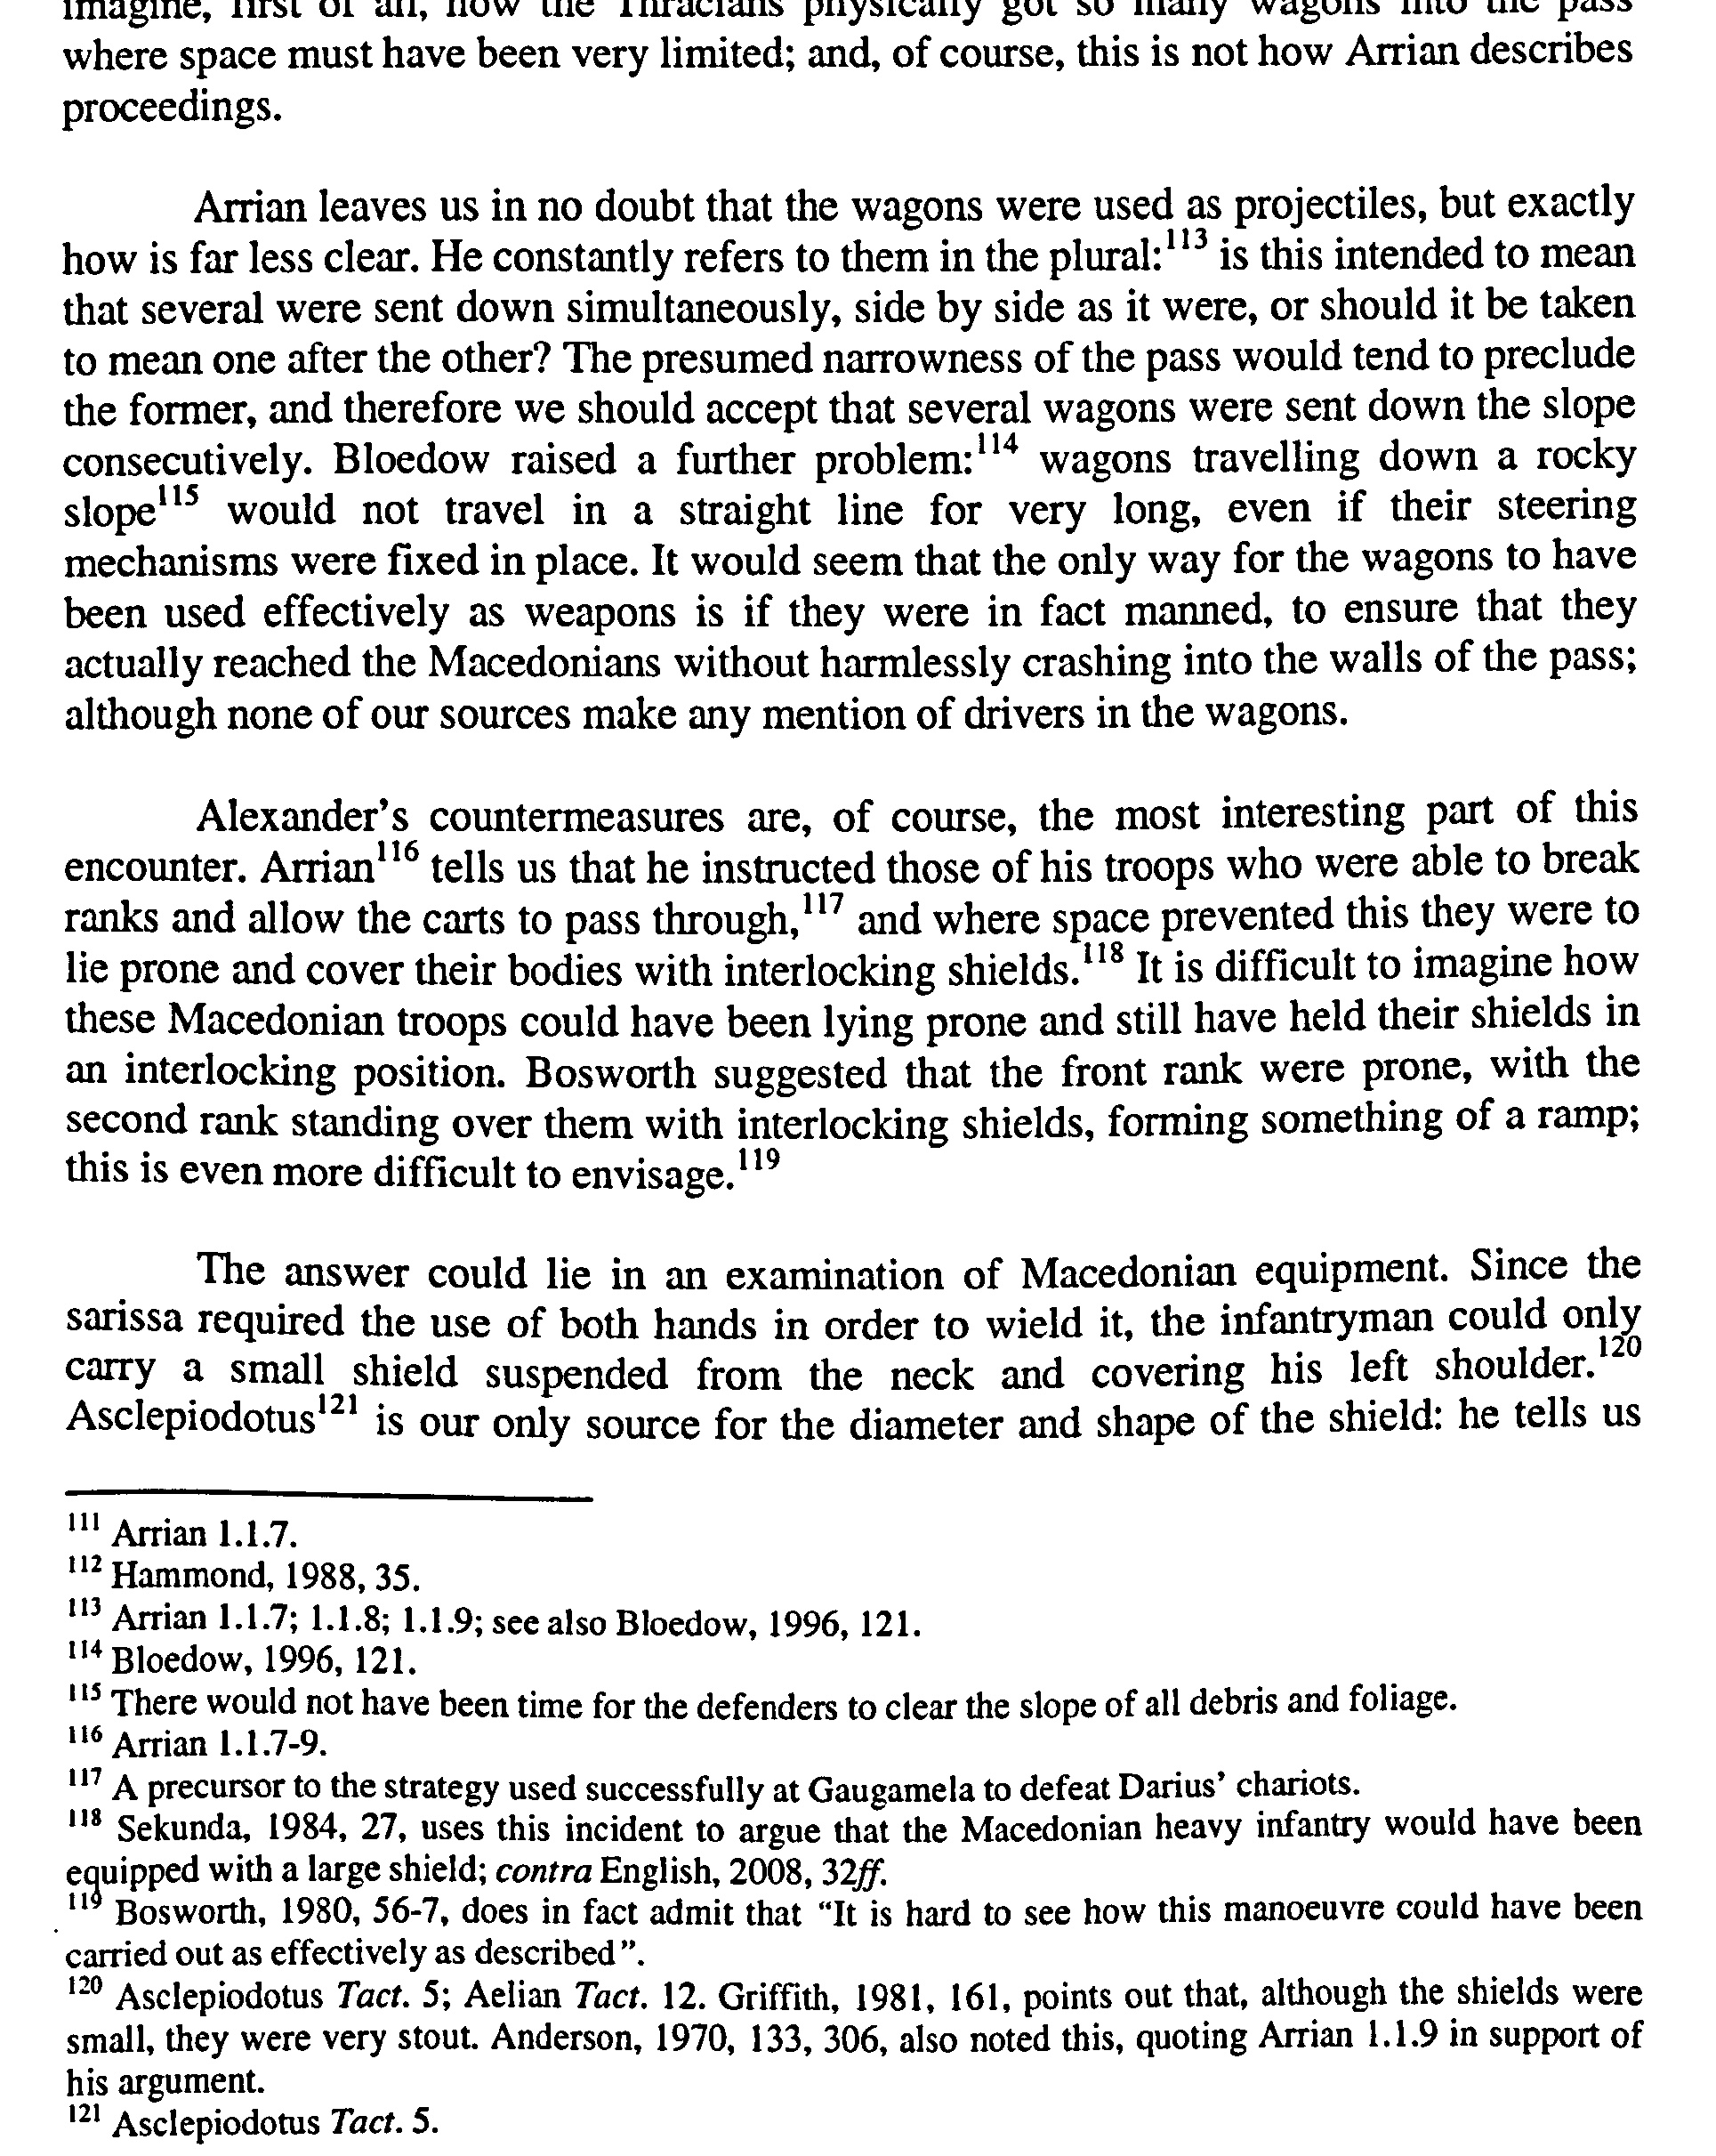 imagine, first of all, how the Thracians physically got so many wagons into the pass
where space must have been very limited; and, of course, this is not how Arrian describes
proceedings.
Arrian leaves us in no doubt that the wagons were used as projectiles, but exactly
how is far less clear. He constantly refers to them in the plural:¹¹³ is this intended to mean
that several were sent down simultaneously, side by side as it were, or should it be taken
to mean one after the other? The presumed narrowness of the pass would tend to preclude
the former, and therefore we should accept that several wagons were sent down the slope
consecutively. Bloedow raised a further problem:¹¹⁴ wagons travelling down a rocky
slope¹¹⁵ would not travel in a straight line for very long, even if their steering
mechanisms were fixed in place. It would seem that the only way for the wagons to have
been used effectively as weapons is if they were in fact manned, to ensure that they
actually reached the Macedonians without harmlessly crashing into the walls of the pass;
although none of our sources make any mention of drivers in the wagons.
Alexander's countermeasures are, of course, the most interesting part of this
encounter. Arrian¹¹⁶ tells us that he instructed those of his troops who were able to break
ranks and allow the carts to pass through,¹¹⁷ and where space prevented this they were to
lie prone and cover their bodies with interlocking shields.¹¹⁸ It is difficult to imagine how
these Macedonian troops could have been lying prone and still have held their shields in
an interlocking position. Bosworth suggested that the front rank were prone, with the
second rank standing over them with interlocking shields, forming something of a ramp;
this is even more difficult to envisage.¹¹⁹
The answer could lie in an examination of Macedonian equipment. Since the
sarissa required the use of both hands in order to wield it, the infantryman could only
carry a small shield suspended from the neck and covering his left shoulder.¹²⁰
Asclepiodotus¹²¹ is our only source for the diameter and shape of the shield: he tells us
¹¹¹ Arrian 1.1.7.
¹¹² Hammond, 1988, 35.
¹¹³ Arrian 1.1.7; 1.1.8; 1.1.9; see also Bloedow, 1996, 121.
¹¹⁴ Bloedow, 1996, 121.
¹¹⁵ There would not have been time for the defenders to clear the slope of all debris and foliage.
¹¹⁶ Arrian 1.1.7-9.
¹¹⁷ A precursor to the strategy used successfully at Gaugamela to defeat Darius' chariots.
¹¹⁸ Sekunda, 1984, 27, uses this incident to argue that the Macedonian heavy infantry would have been
equipped with a large shield; contra English, 2008, 32ff.
¹¹⁹ Bosworth, 1980, 56-7, does in fact admit that "It is hard to see how this manoeuvre could have been
carried out as effectively as described".
¹²⁰ Asclepiodotus Tact. 5; Aelian Tact. 12. Griffith, 1981, 161, points out that, although the shields were
small, they were very stout. Anderson, 1970, 133, 306, also noted this, quoting Arrian 1.1.9 in support of
his argument.
¹²¹ Asclepiodotus Tact. 5.